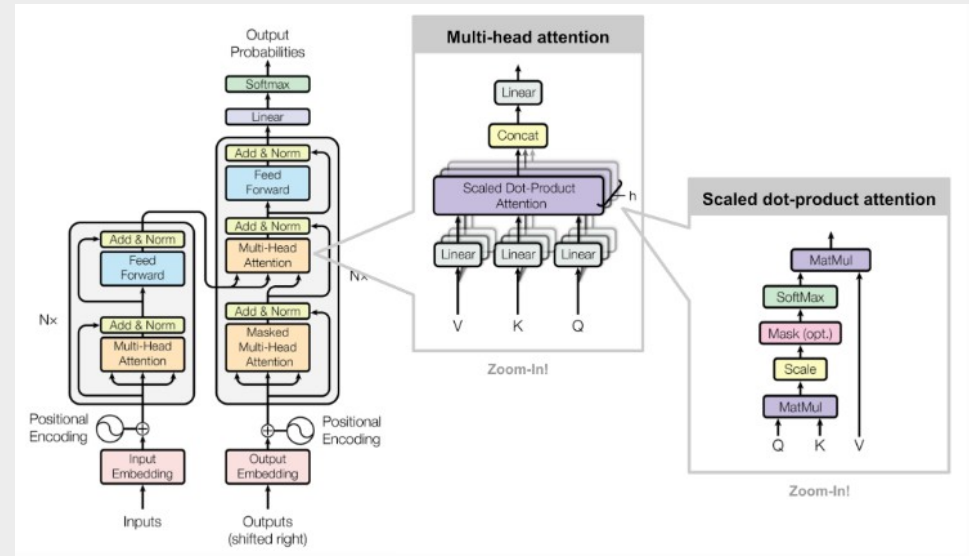 Output
Probabilities
Softmax
Linear
Add & Norm
Feed
Forward
Add & Norm
Multi-Head
Attention
Add & Norm
Masked
Multi-Head
Attention
Nx
Positional
Encoding
Output
Embedding
Outputs
(shifted right)
Add & Norm
Feed
Forward
Add & Norm
Multi-Head
Attention
Nx
Positional
Encoding
Input
Embedding
Inputs
Multi-head attention
Linear
Concat
Scaled Dot-Product
Attention
h
Linear Linear Linear
V K Q
Zoom-In!
Scaled dot-product attention
MatMul
SoftMax
Mask (opt.)
Scale
MatMul
Q K V
Zoom-In!